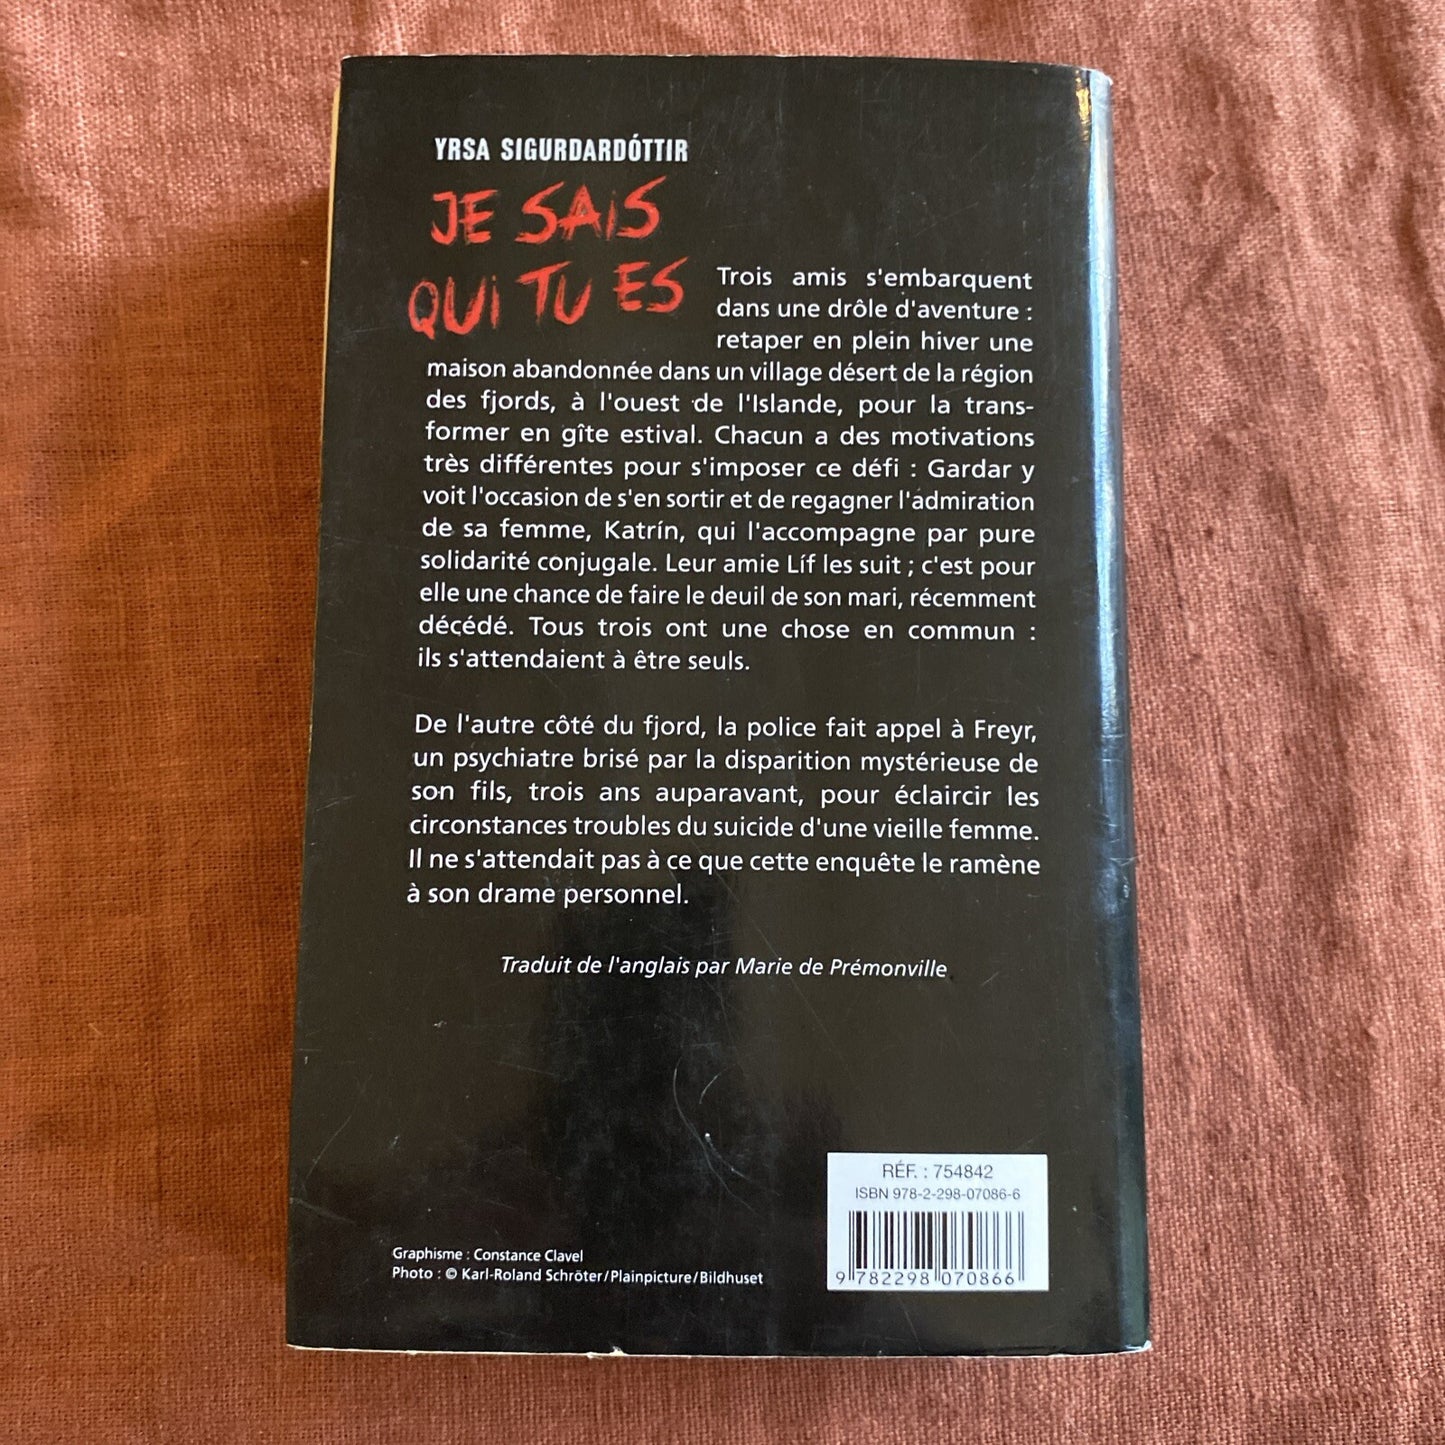 YRSA SIGURDARDÓTTIR
JE SAIS
QUI TU ES
Trois amis s'embarquent
dans une drôle d'aventure :
retaper en plein hiver une
maison abandonnée dans un village désert de la région
des fjords, à l'ouest de l'Islande, pour la trans-
former en gîte estival. Chacun a des motivations
très différentes pour s'imposer ce défi : Gardar y
voit l'occasion de s'en sortir et de regagner l'admiration
de sa femme, Katrín, qui l'accompagne par pure
solidarité conjugale. Leur amie Líf les suit ; c'est pour
elle une chance de faire le deuil de son mari, récemment
décédé. Tous trois ont une chose en commun :
ils s'attendaient à être seuls.
De l'autre côté du fjord, la police fait appel à Freyr,
un psychiatre brisé par la disparition mystérieuse de
son fils, trois ans auparavant, pour éclaircir les
circonstances troubles du suicide d'une vieille femme.
Il ne s'attendait pas à ce que cette enquête le ramène
à son drame personnel.
Traduit de l'anglais par Marie de Prémonville
RÉF. : 754842
ISBN 978-2-298-07086-6
9 782298 070866
Graphisme : Constance Clavel
Photo : © Karl-Roland Schröter/Plainpicture/Bildhuset